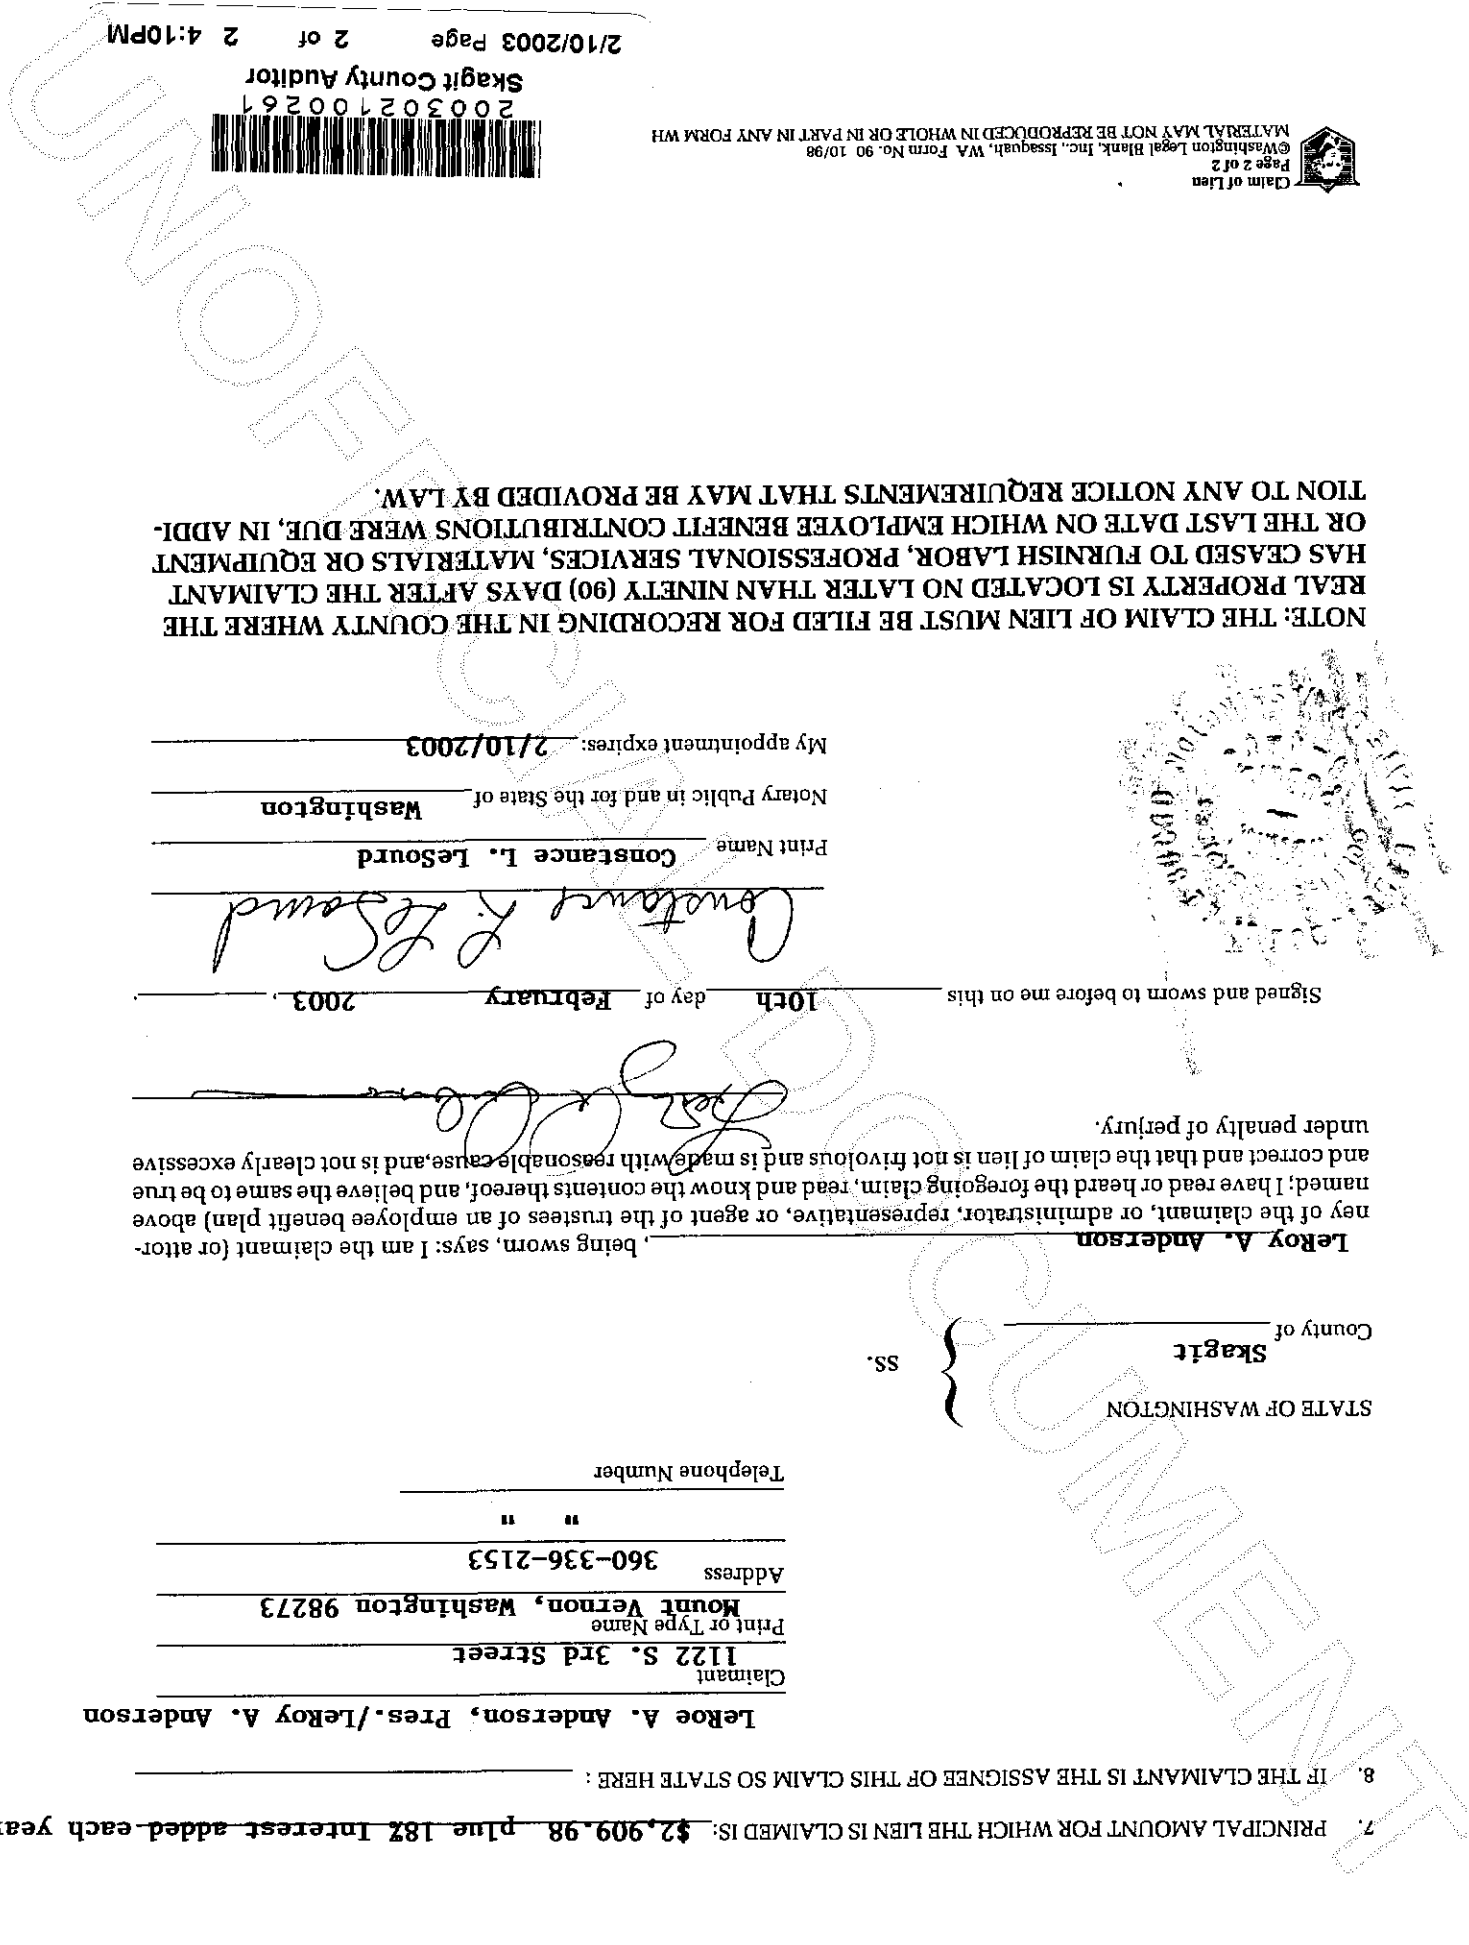 7. PRINCIPAL AMOUNT FOR WHICH THE LIEN IS CLAIMED IS: $2,909.98 plue 18% Interest added each year
8. IF THE CLAIMANT IS THE ASSIGNEE OF THIS CLAIM SO STATE HERE :
LeRoe A. Anderson, Pres./LeRoy A. Anderson
Claimant
1122 S. 3rd Street
Print or Type Name
Mount Vernon, Washington 98273
Address
360-336-2153
" "
Telephone Number
STATE OF WASHINGTON
ss.
County of Skagit
LeRoy A. Anderson, being sworn, says: I am the claimant (or attor-
ney of the claimant, or administrator, representative, or agent of the trustees of an employee benefit plan) above
named; I have read or heard the foregoing claim, read and know the contents thereof, and believe the same to be true
and correct and that the claim of lien is not frivolous and is made with reasonable cause,and is not clearly excessive
under penalty of perjury.
Signed and sworn to before me on this 10th day of February 2003 , .
Constance L. LeSourd
Print Name Constance L. LeSourd
Notary Public in and for the State of Washington
My appointment expires: 2/10/2003
NOTE: THE CLAIM OF LIEN MUST BE FILED FOR RECORDING IN THE COUNTY WHERE THE
REAL PROPERTY IS LOCATED NO LATER THAN NINETY (90) DAYS AFTER THE CLAIMANT
HAS CEASED TO FURNISH LABOR, PROFESSIONAL SERVICES, MATERIALS OR EQUIPMENT
OR THE LAST DATE ON WHICH EMPLOYEE BENEFIT CONTRIBUTIONS WERE DUE, IN ADDI-
TION TO ANY NOTICE REQUIREMENTS THAT MAY BE PROVIDED BY LAW.
Claim of Lien
Page 2 of 2
©Washington Legal Blank, Inc., Issaquah, WA Form No. 90 10/98
MATERIAL MAY NOT BE REPRODUCED IN WHOLE OR IN PART IN ANY FORM WH
200302100261
Skagit County Auditor
2/10/2003 Page 2 of 2 4:10PM
UNOFFICIAL DOCUMENT